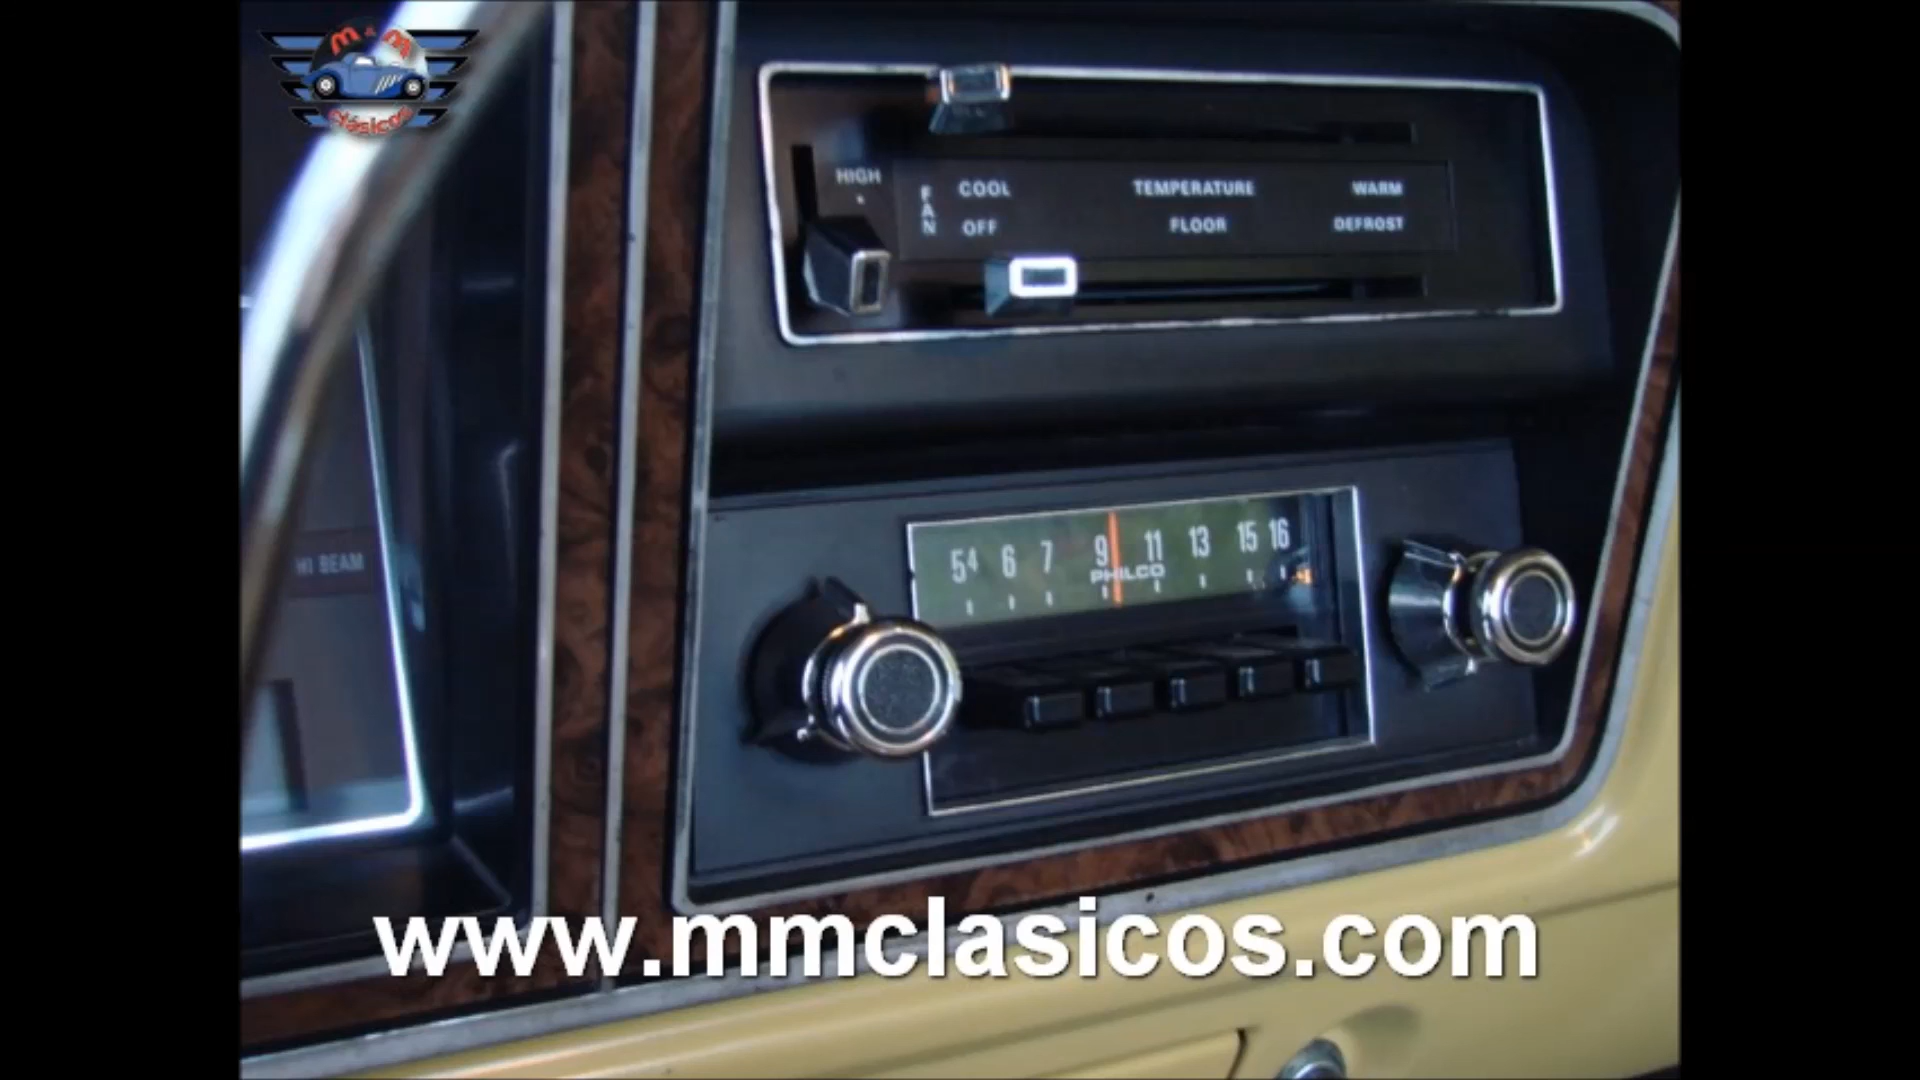 M & M
clásicos
HIGH
FAN
COOL TEMPERATURE WARM
OFF FLOOR DEFROST
HI BEAM
54 6 7 9 11 13 15 16
PHILCO
www.mmclasicos.com